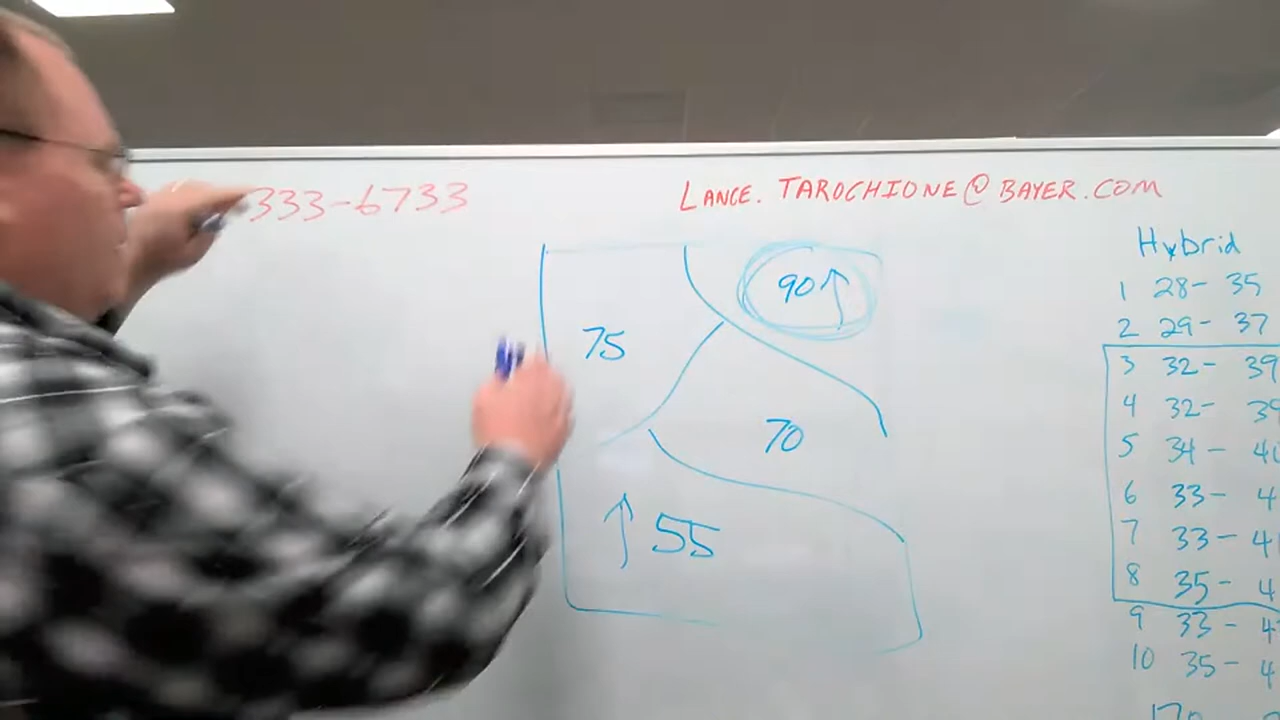 333-6733
LANCE. TAROCHIONE@BAYER.COM
90↑
75
70
↑ 55
Hybrid
1 28- 35
2 29- 37
3 32- 39
4 32-
5 34-
6 33-
7 33-
8 35-
9 33-
10 35-